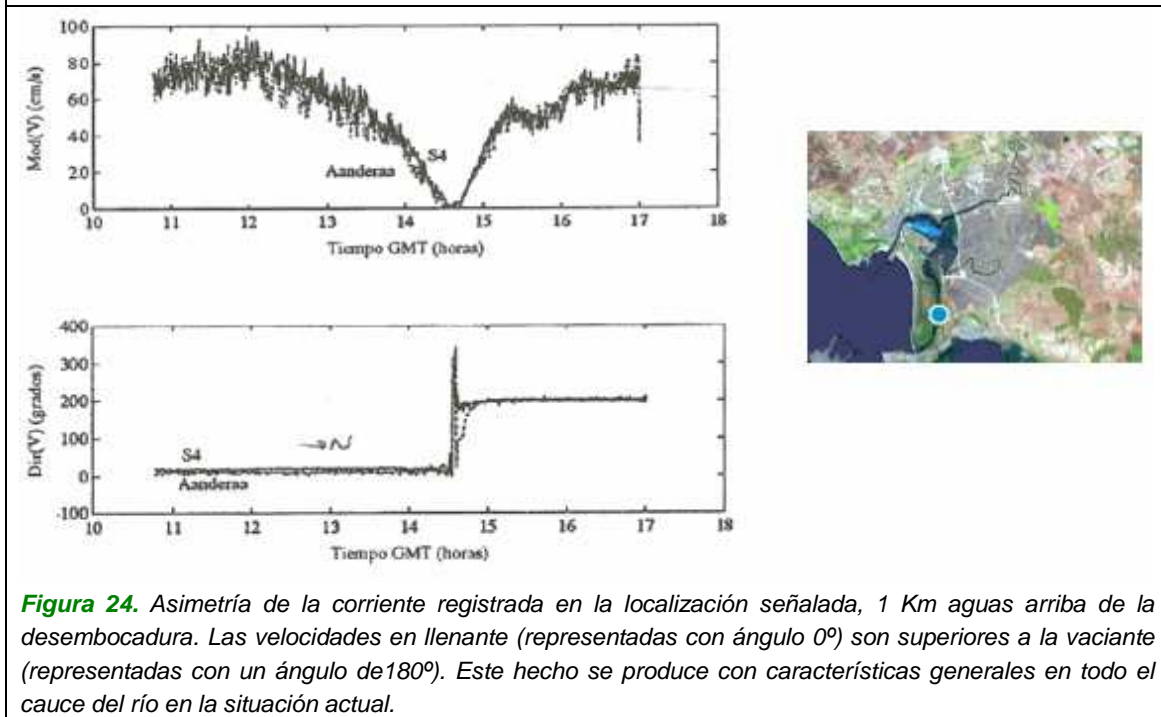 100
80
60
40
20
0
Mod(V) (cm/s)
S4
Aanderaa
10 11 12 13 14 15 16 17 18
Tiempo GMT (horas)
400
300
200
100
0
-100
Dir(V) (grados)
S4
Aanderaa
→N
10 11 12 13 14 15 16 17 18
Tiempo GMT (horas)
Figura 24. Asimetría de la corriente registrada en la localización señalada, 1 Km aguas arriba de la
desembocadura. Las velocidades en llenante (representadas con ángulo 0º) son superiores a la vaciante
(representadas con un ángulo de180º). Este hecho se produce con características generales en todo el
cauce del río en la situación actual.